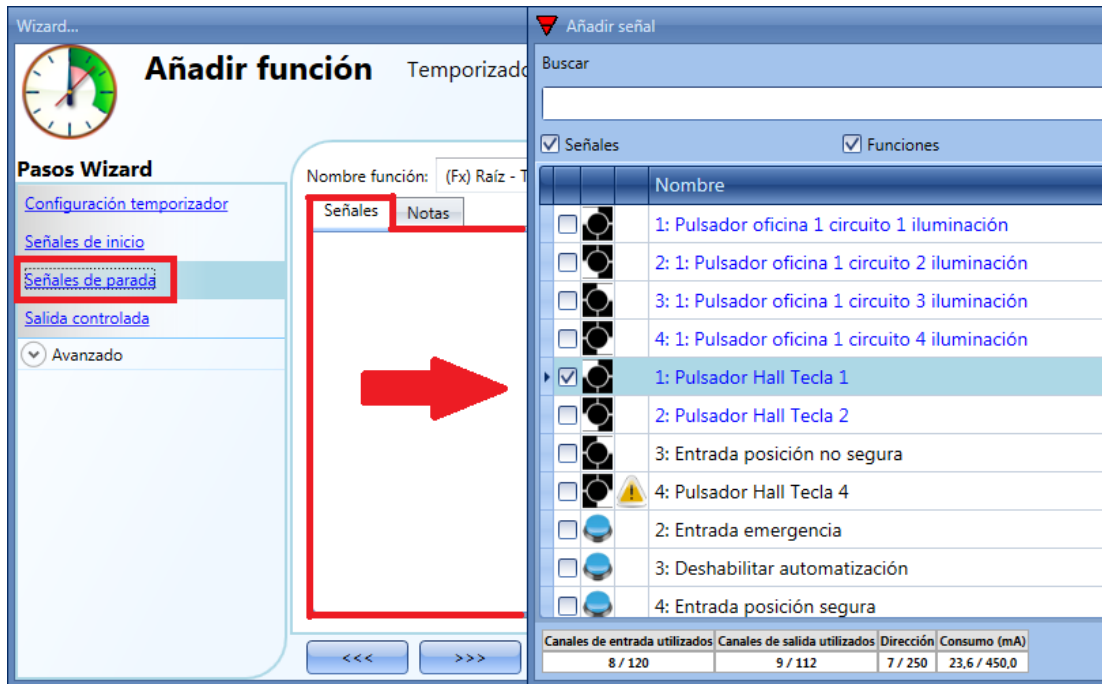 Wizard...
Añadir función
Temporizado
Pasos Wizard
Configuración temporizador
Señales de inicio
Señales de parada
Salida controlada
Avanzado
Nombre función: (Fx) Raíz - T
Señales
Notas
<<<
>>>
Añadir señal
Buscar
Señales
Funciones
Nombre
1: Pulsador oficina 1 circuito 1 iluminación
2: 1: Pulsador oficina 1 circuito 2 iluminación
3: 1: Pulsador oficina 1 circuito 3 iluminación
4: 1: Pulsador oficina 1 circuito 4 iluminación
1: Pulsador Hall Tecla 1
2: Pulsador Hall Tecla 2
3: Entrada posición no segura
4: Pulsador Hall Tecla 4
2: Entrada emergencia
3: Deshabilitar automatización
4: Entrada posición segura
Canales de entrada utilizados Canales de salida utilizados Dirección Consumo (mA)
8 / 120 9 / 112 7 / 250 23,6 / 450,0